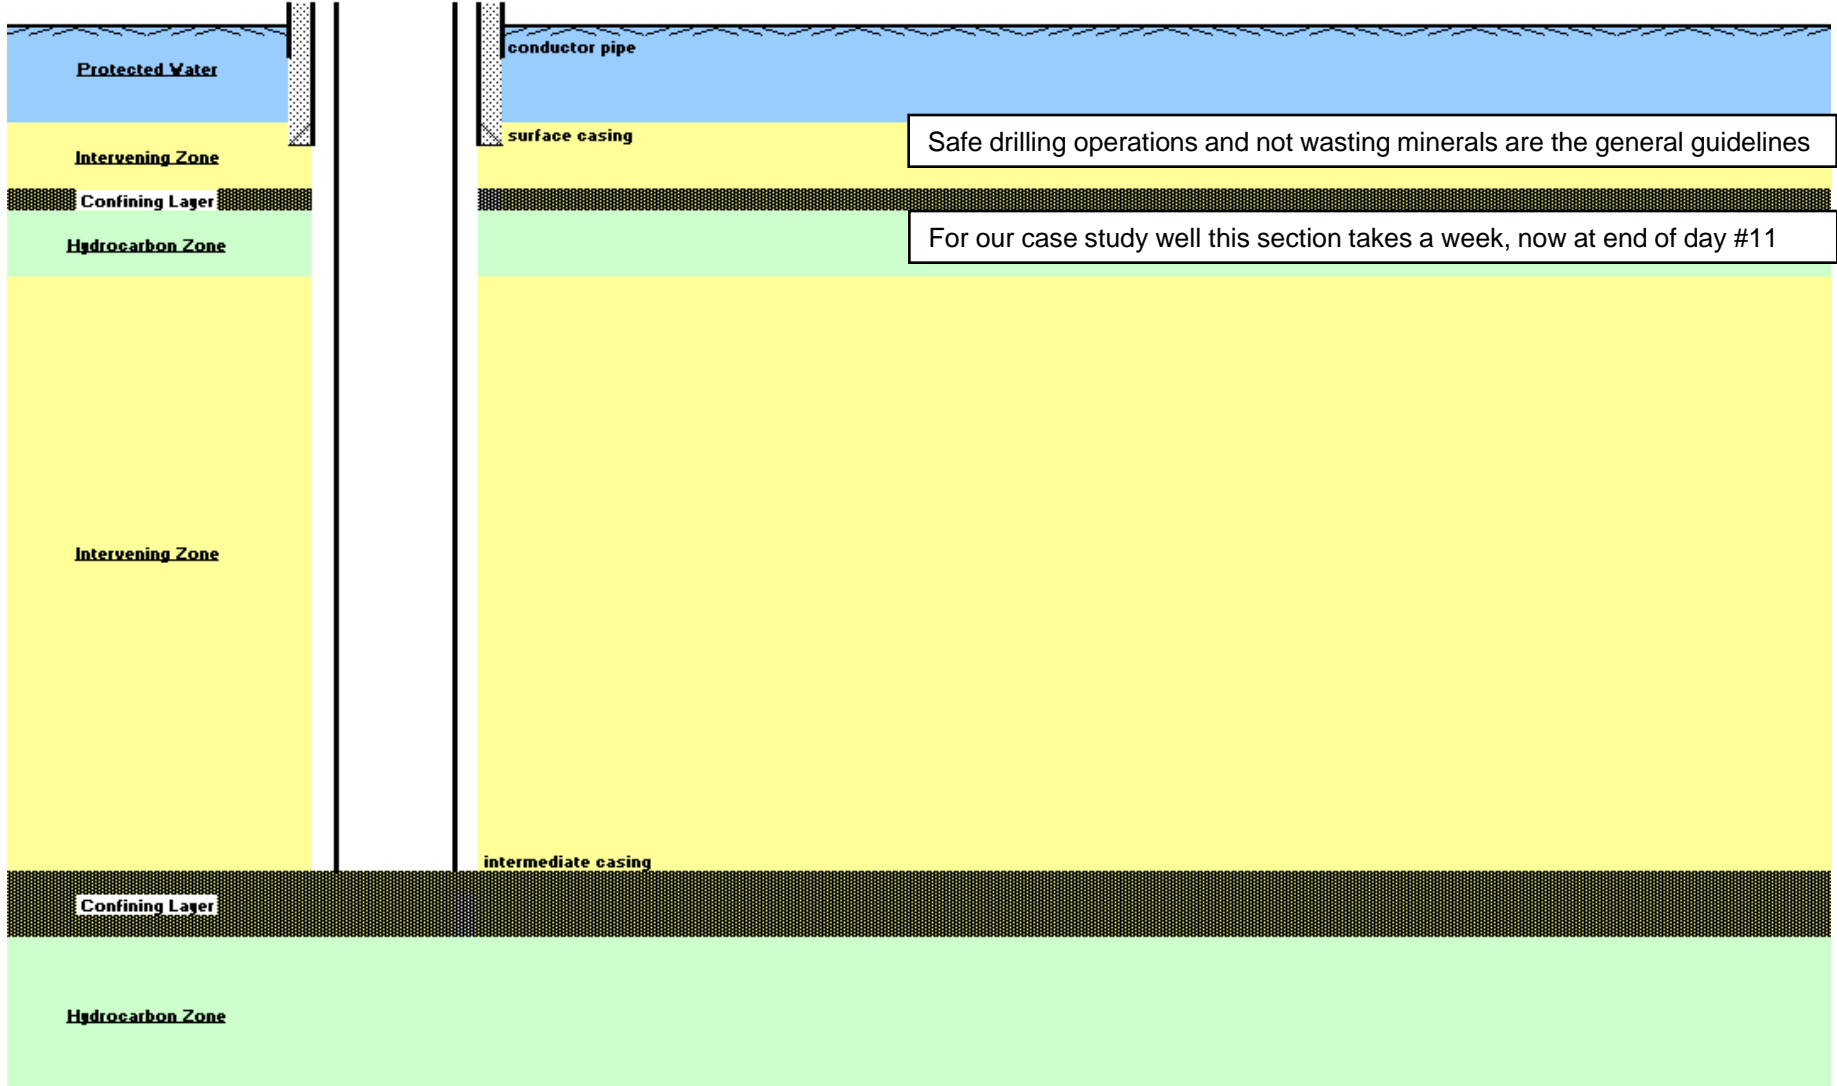 conductor pipe
Protected Water
surface casing
Safe drilling operations and not wasting minerals are the general guidelines
Intervening Zone
Confining Layer
For our case study well this section takes a week, now at end of day #11
Hydrocarbon Zone
Intervening Zone
intermediate casing
Confining Layer
Hydrocarbon Zone